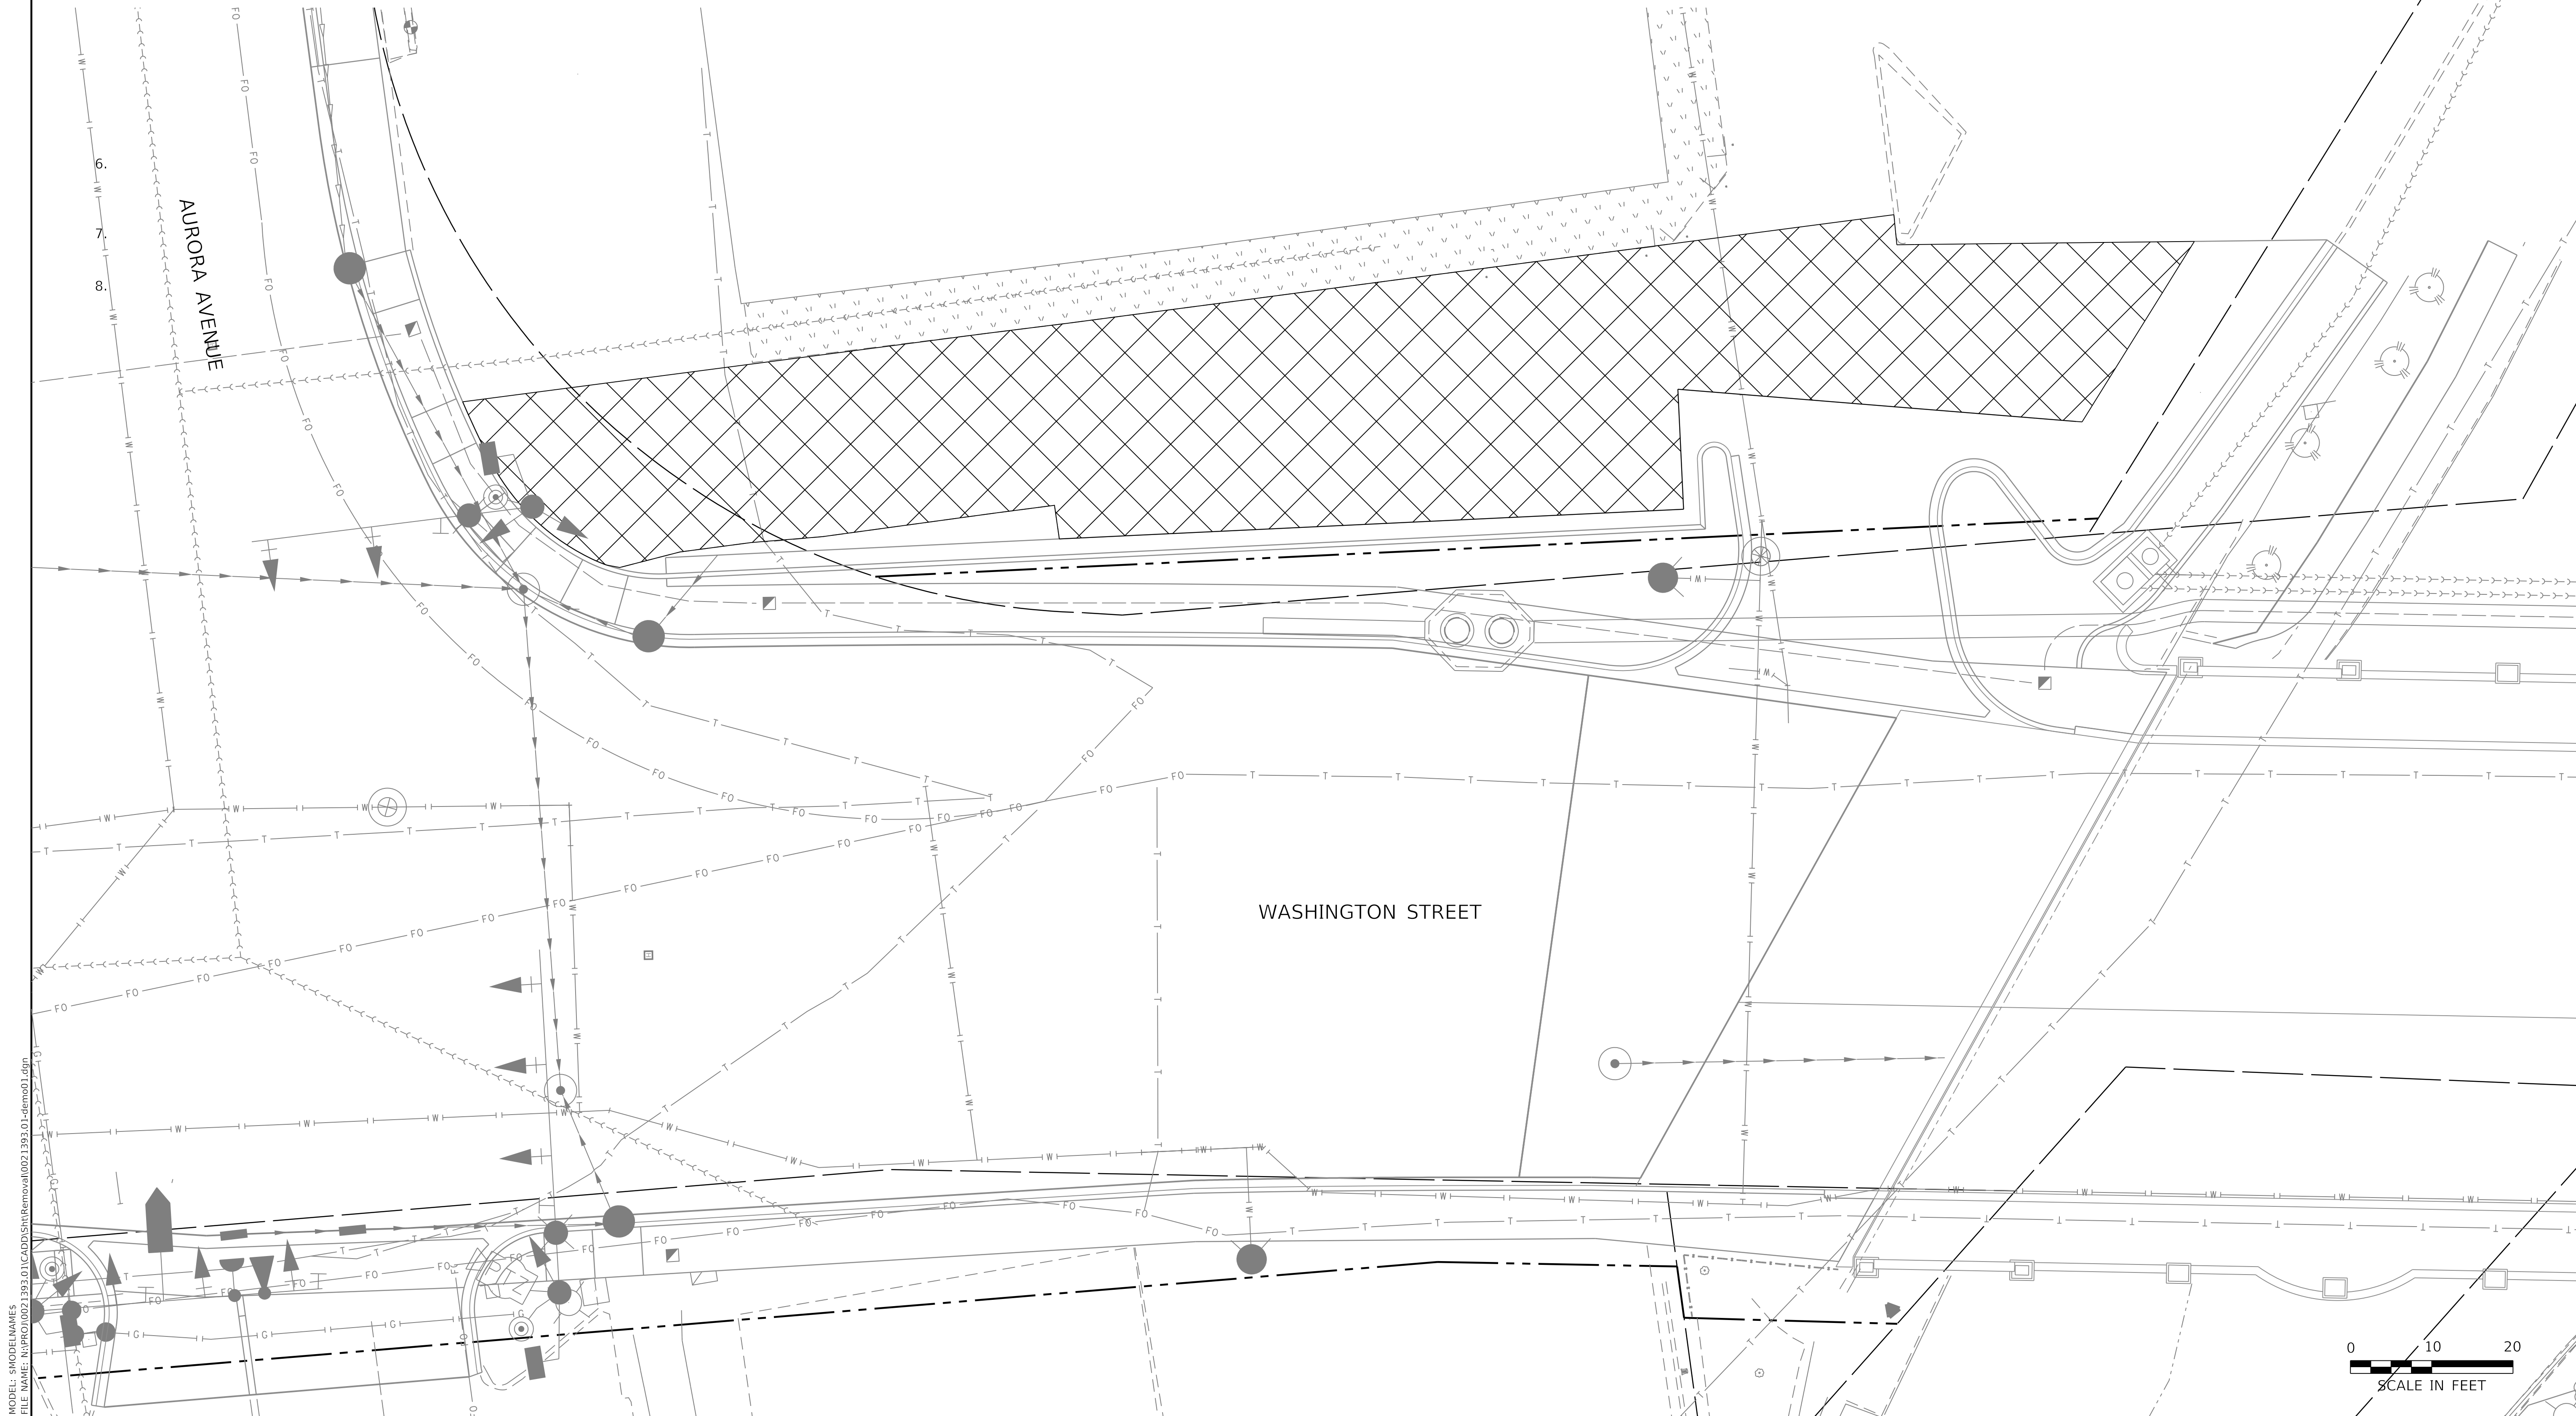 6.
7.
8.
AURORA AVENUE
WASHINGTON STREET
0 10 20
SCALE IN FEET
MODEL: $MODELNAME$
FILE NAME: N:\PROJ\0021393.01\CADD\Sht\Removal\0021393.01-demo01.dgn